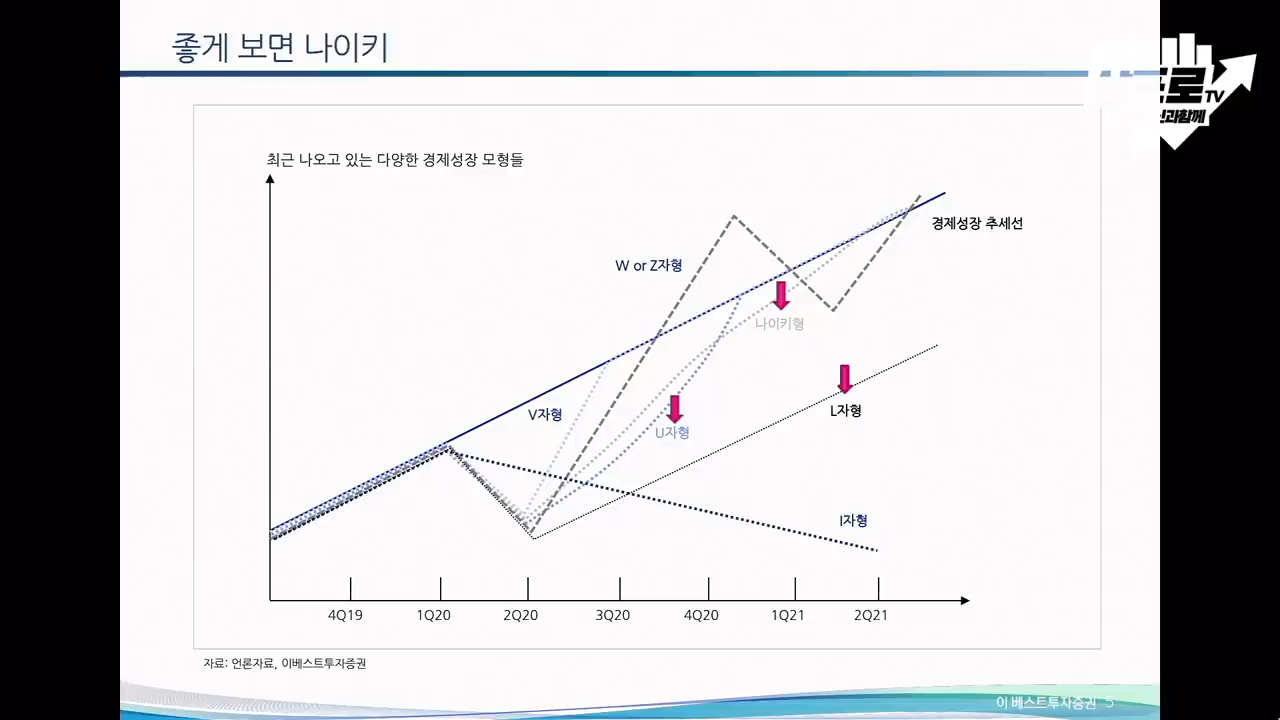 좋게 보면 나이키
TV
과함께
최근 나오고 있는 다양한 경제성장 모형들
경제성장 추세선
W or Z자형
나이키형
V자형
L자형
U자형
I자형
4Q19 1Q20 2Q20 3Q20 4Q20 1Q21 2Q21
자료: 언론자료, 이베스트투자증권
이베스트투자증권 5